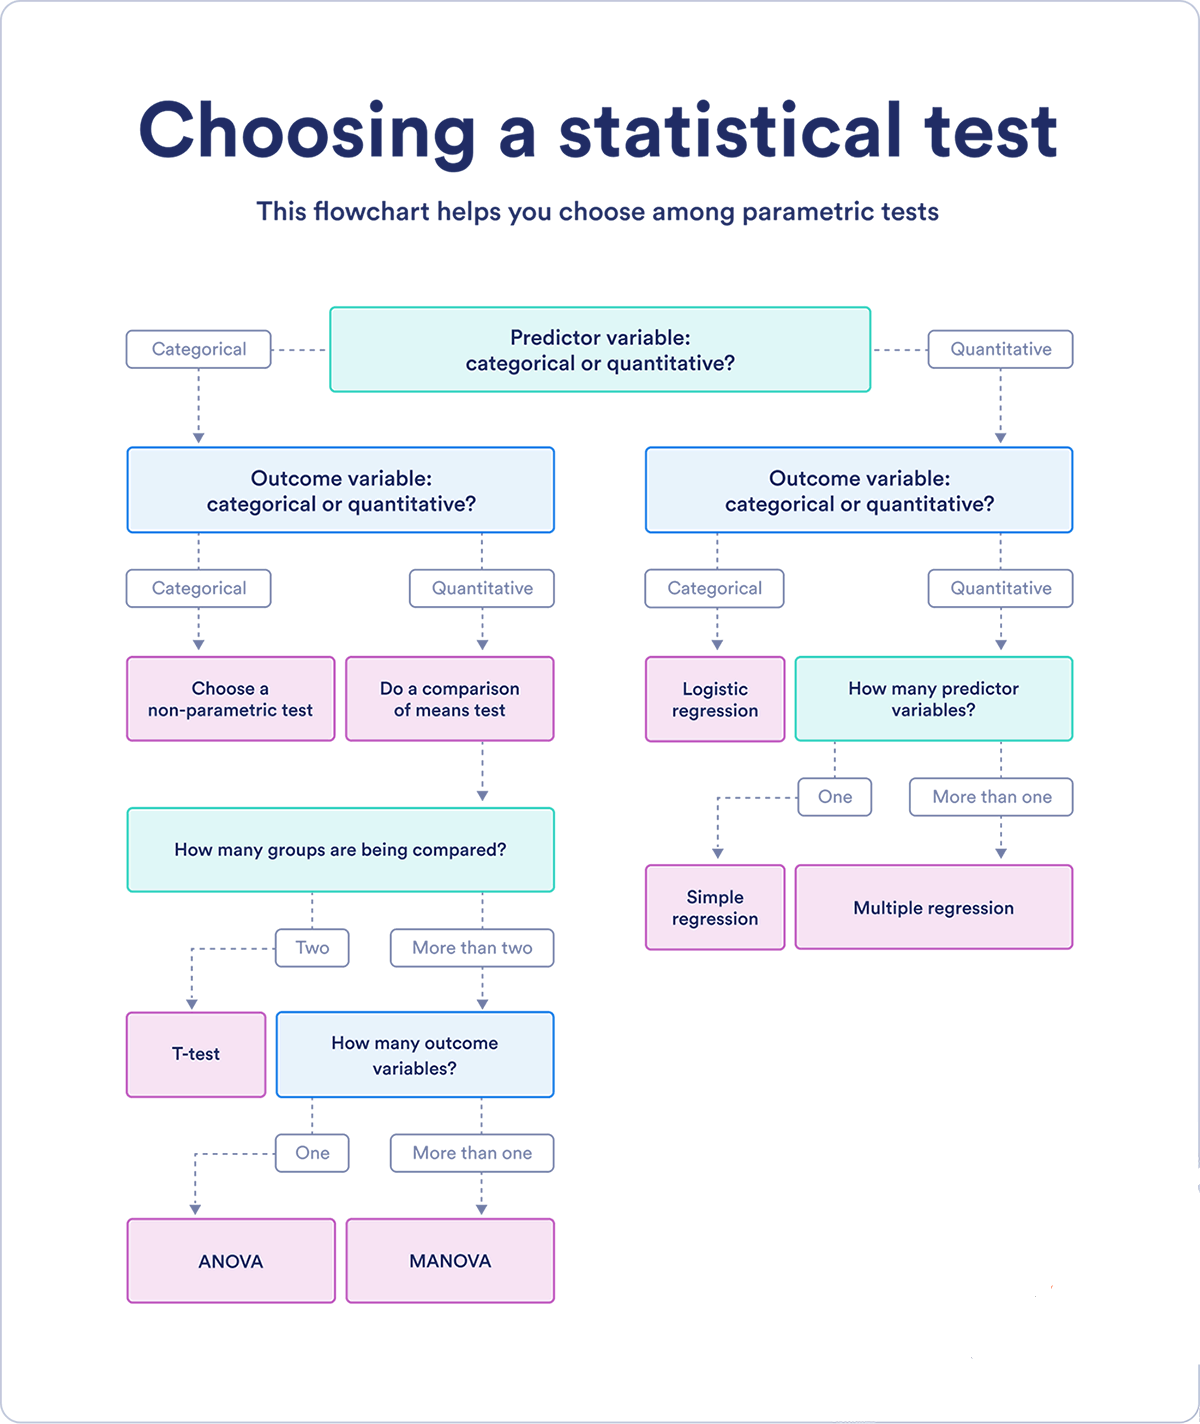 Choosing a statistical test
This flowchart helps you choose among parametric tests
Predictor variable:
categorical or quantitative?
Categorical
Quantitative
Outcome variable:
categorical or quantitative?
Outcome variable:
categorical or quantitative?
Categorical
Quantitative
Categorical
Quantitative
Choose a
non-parametric test
Do a comparison
of means test
Logistic
regression
How many predictor
variables?
One
More than one
How many groups are being compared?
Simple
regression
Multiple regression
Two
More than two
T-test
How many outcome
variables?
One
More than one
ANOVA
MANOVA